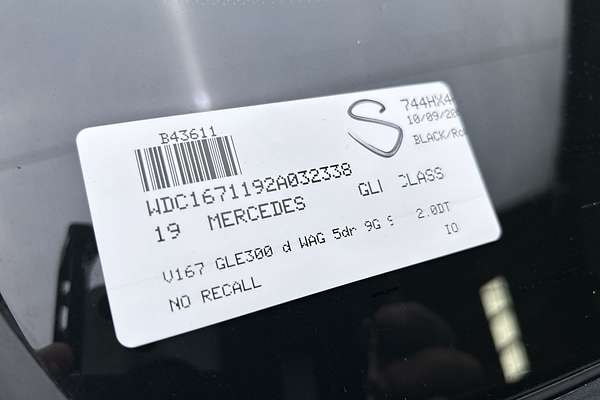 B43611
S
744HX4
10/09/20
BLACK/Ro
WDC1671192A032338
19 MERCEDES GL CLASS
V167 GLE300 d WAG 5dr 9G 2.0DT
NO RECALL IO